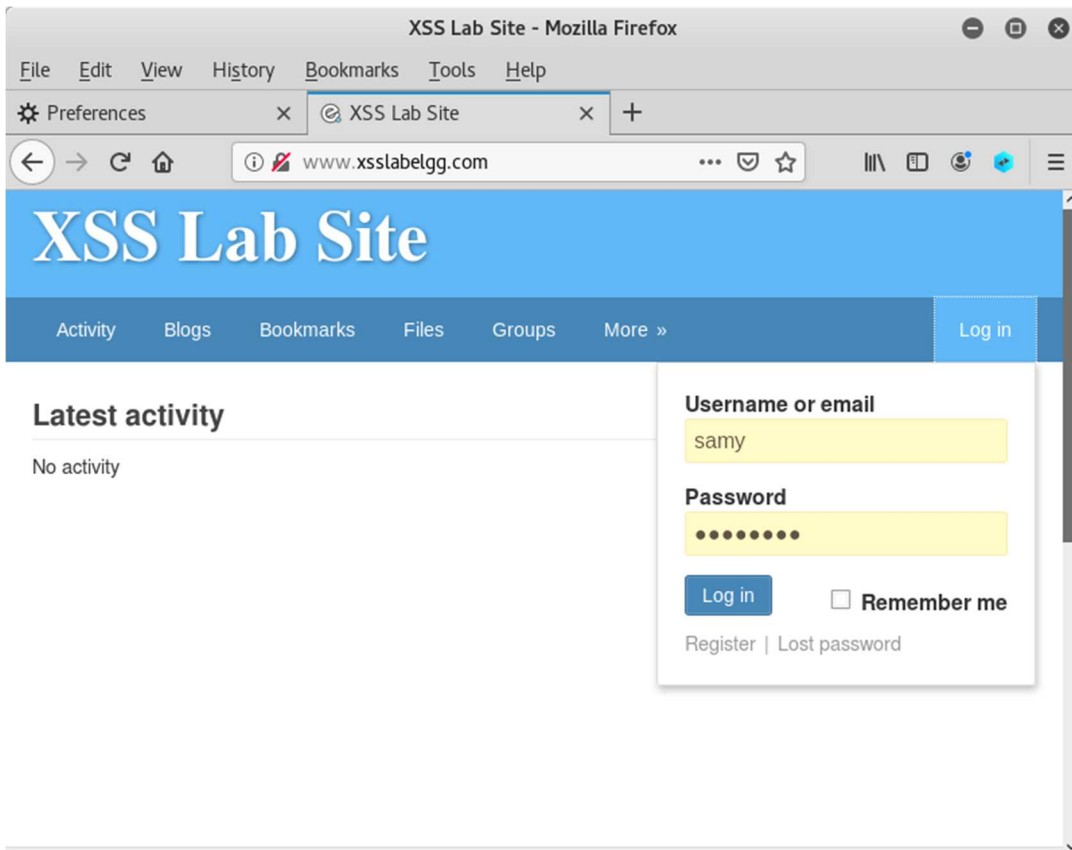 XSS Lab Site - Mozilla Firefox
File Edit View History Bookmarks Tools Help
Preferences XSS Lab Site
www.xsslabelgg.com
XSS Lab Site
Activity Blogs Bookmarks Files Groups More » Log in
Latest activity
No activity
Username or email
samy
Password
●●●●●●●●
Log in Remember me
Register | Lost password